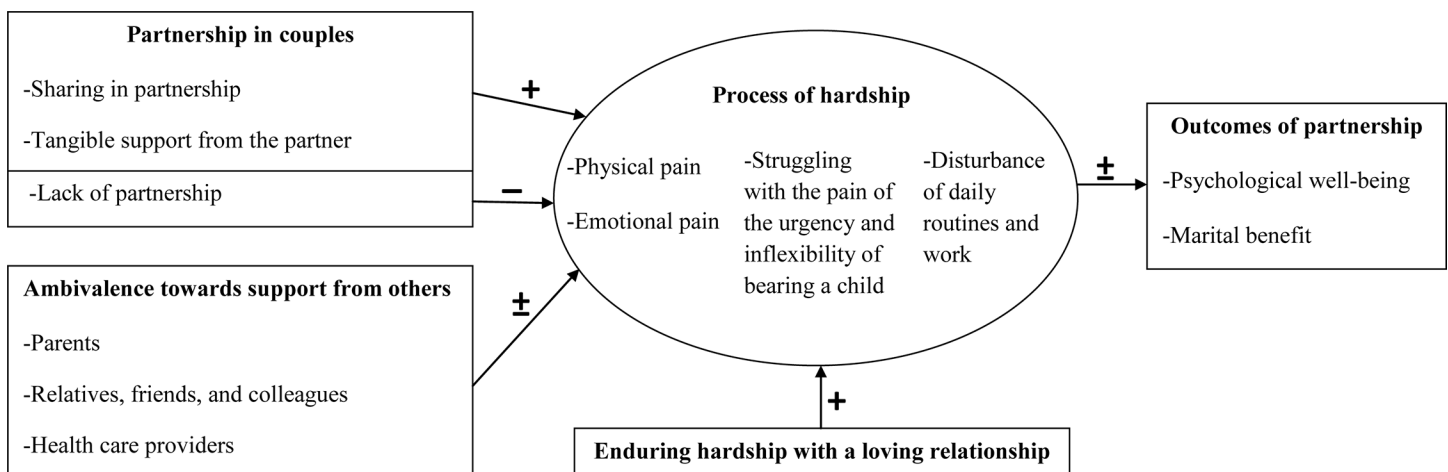 Partnership in couples
-Sharing in partnership
-Tangible support from the partner
-Lack of partnership
+
−
Ambivalence towards support from others
-Parents
-Relatives, friends, and colleagues
-Health care providers
±
Process of hardship
-Physical pain
-Emotional pain
-Struggling
with the pain of
the urgency and
inflexibility of
bearing a child
-Disturbance
of daily
routines and
work
+
Enduring hardship with a loving relationship
±
Outcomes of partnership
-Psychological well-being
-Marital benefit